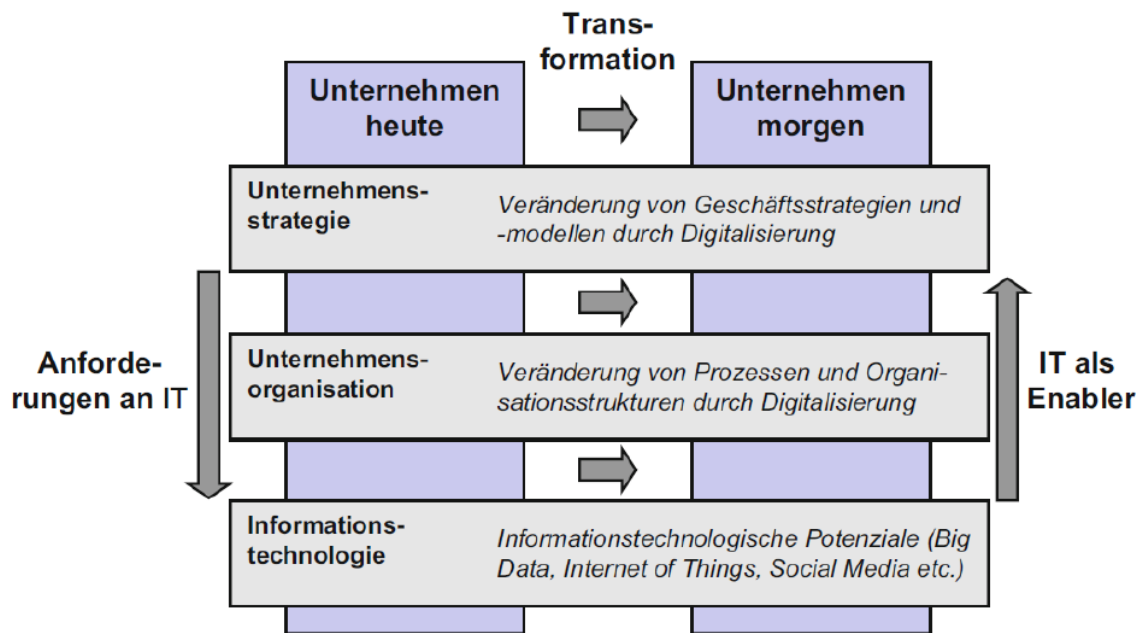 Trans-
formation
Unternehmen
heute
Unternehmen
morgen
Unternehmens-
strategie
Veränderung von Geschäftsstrategien und
-modellen durch Digitalisierung
Anforde-
rungen an IT
Unternehmens-
organisation
Veränderung von Prozessen und Organi-
sationsstrukturen durch Digitalisierung
IT als
Enabler
Informations-
technologie
Informationstechnologische Potenziale (Big
Data, Internet of Things, Social Media etc.)